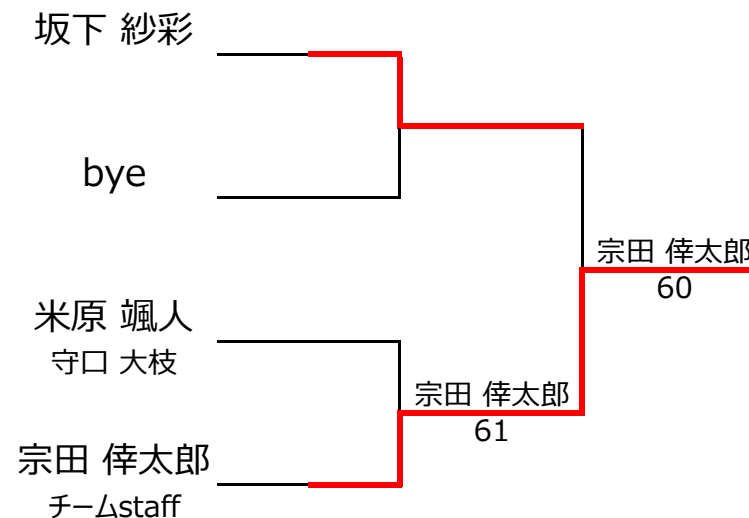 坂下 紗彩
bye
宗田 倖太郎
60
米原 颯人
守口 大枝
宗田 倖太郎
61
宗田 倖太郎
チームstaff